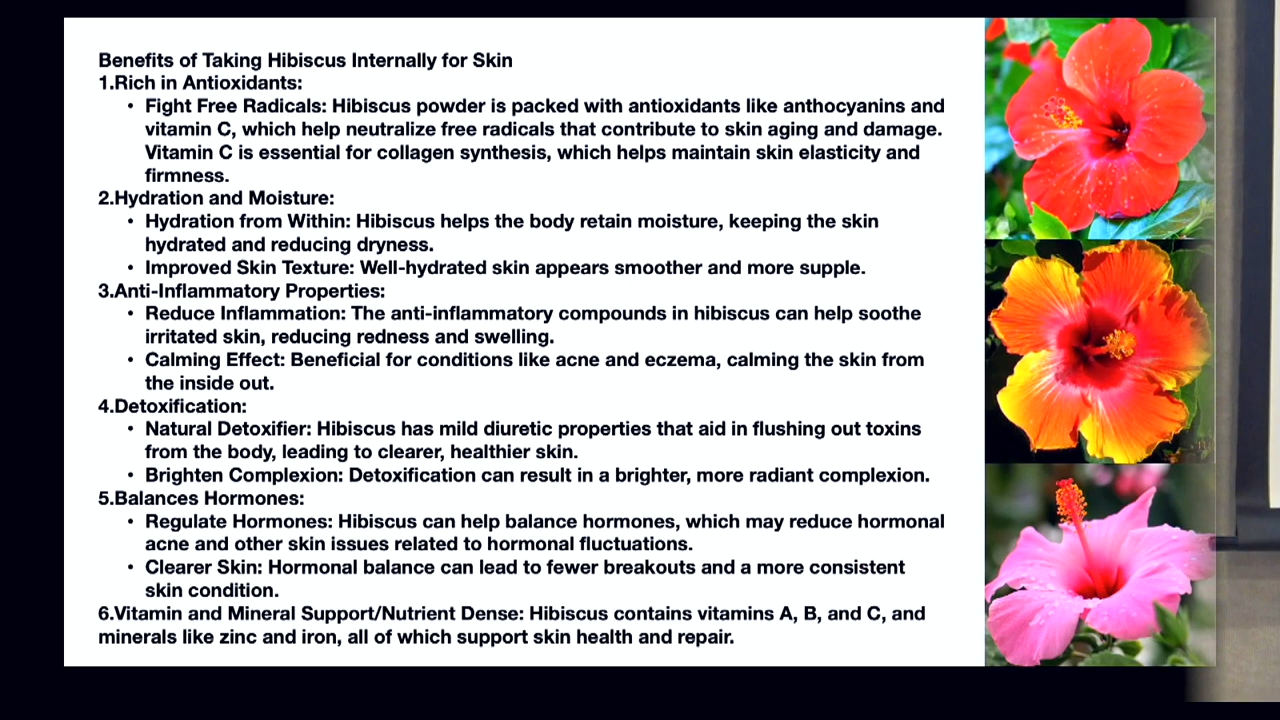 Benefits of Taking Hibiscus Internally for Skin
1.Rich in Antioxidants:
• Fight Free Radicals: Hibiscus powder is packed with antioxidants like anthocyanins and
vitamin C, which help neutralize free radicals that contribute to skin aging and damage.
Vitamin C is essential for collagen synthesis, which helps maintain skin elasticity and
firmness.
2.Hydration and Moisture:
• Hydration from Within: Hibiscus helps the body retain moisture, keeping the skin
hydrated and reducing dryness.
• Improved Skin Texture: Well-hydrated skin appears smoother and more supple.
3.Anti-Inflammatory Properties:
• Reduce Inflammation: The anti-inflammatory compounds in hibiscus can help soothe
irritated skin, reducing redness and swelling.
• Calming Effect: Beneficial for conditions like acne and eczema, calming the skin from
the inside out.
4.Detoxification:
• Natural Detoxifier: Hibiscus has mild diuretic properties that aid in flushing out toxins
from the body, leading to clearer, healthier skin.
• Brighten Complexion: Detoxification can result in a brighter, more radiant complexion.
5.Balances Hormones:
• Regulate Hormones: Hibiscus can help balance hormones, which may reduce hormonal
acne and other skin issues related to hormonal fluctuations.
• Clearer Skin: Hormonal balance can lead to fewer breakouts and a more consistent
skin condition.
6.Vitamin and Mineral Support/Nutrient Dense: Hibiscus contains vitamins A, B, and C, and
minerals like zinc and iron, all of which support skin health and repair.